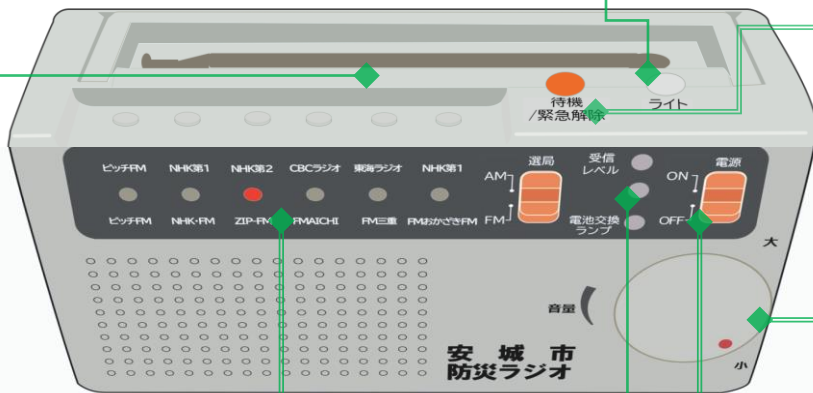 待機
/緊急解除
ライト
ピッチFM NHK第1 NHK第2 CBCラジオ 東海ラジオ NHK第1
ピッチFM NHK・FM ZIP-FM FMAICHI FM三重 FMおかざきFM
選局
AM
FM
受信
レベル
電池交換
ランプ
電源
ON
OFF
大
音量
小
安城市
防災ラジオ